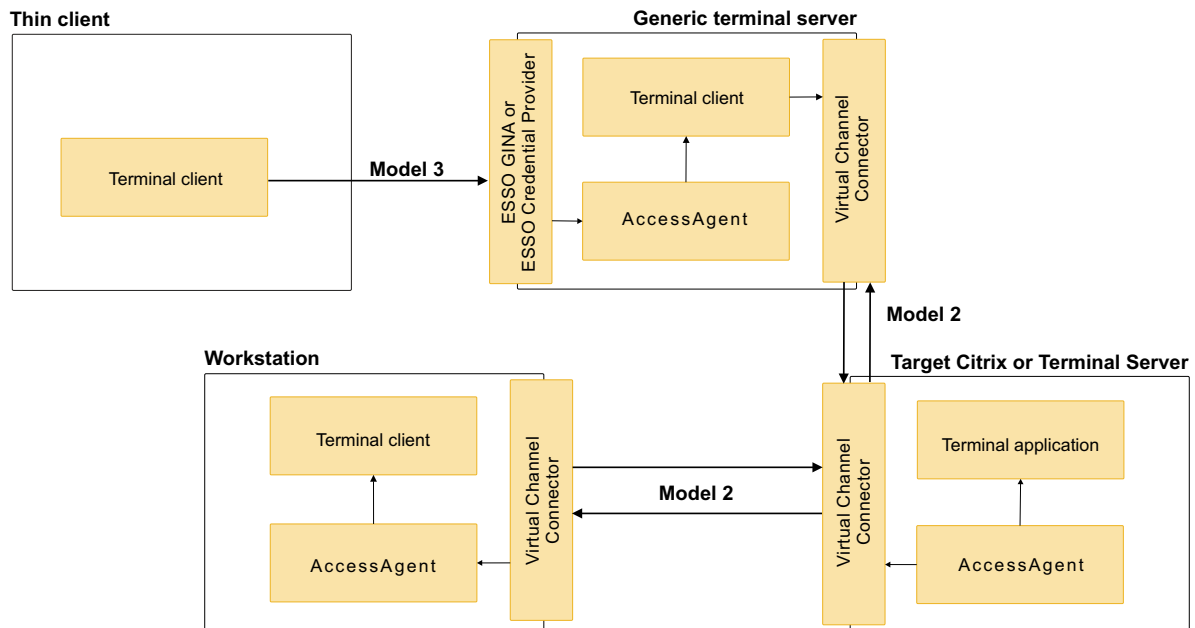 Thin client
Terminal client
Model 3
Generic terminal server
ESSO GINA or
ESSO Credential Provider
Terminal client
AccessAgent
Virtual Channel
Connector
Model 2
Workstation
Terminal client
AccessAgent
Virtual Channel
Connector
Model 2
Target Citrix or Terminal Server
Virtual Channel
Connector
Terminal application
AccessAgent